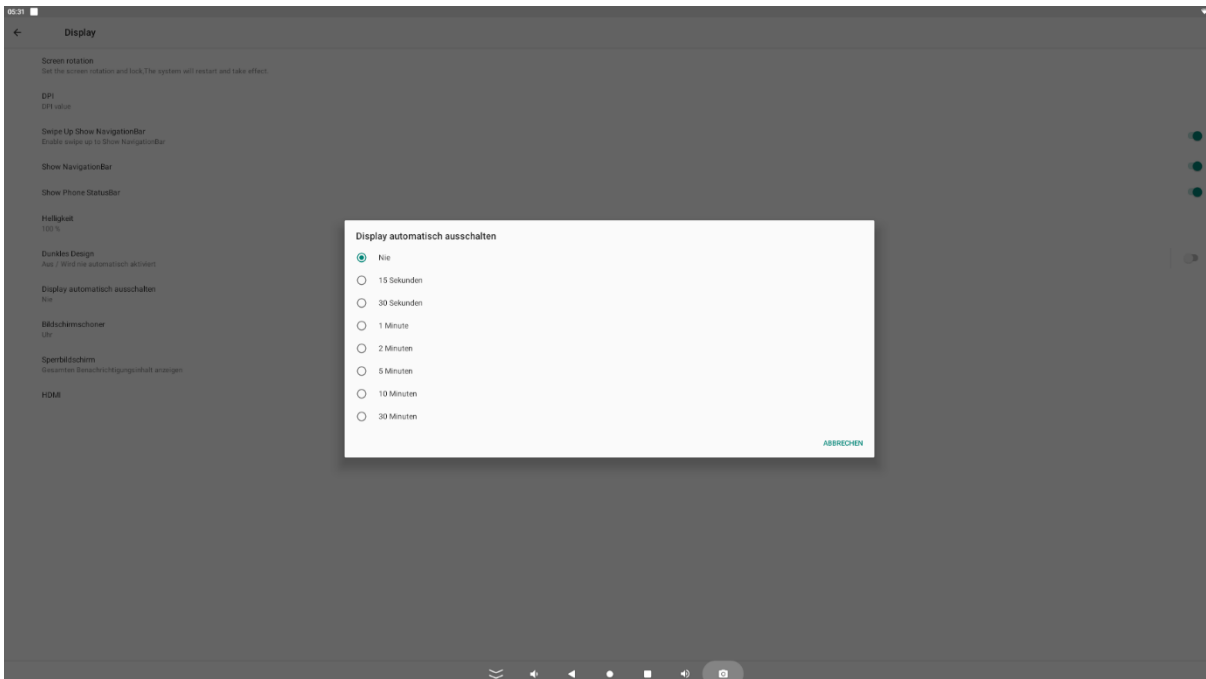 05:31
Display
Screen rotation
Set the screen rotation and lock,The system will restart and take effect.
DPI
DPI value
Swipe Up Show NavigationBar
Enable swipe up to Show NavigationBar
Show NavigationBar
Show Phone StatusBar
Helligkeit
100 %
Dunkles Design
Aus / Wird nie automatisch aktiviert
Display automatisch ausschalten
Nie
Bildschirmschoner
Uhr
Sperrbildschirm
Gesamten Benachrichtigungsinhalt anzeigen
HDMI
Display automatisch ausschalten
Nie
15 Sekunden
30 Sekunden
1 Minute
2 Minuten
5 Minuten
10 Minuten
30 Minuten
ABBRECHEN